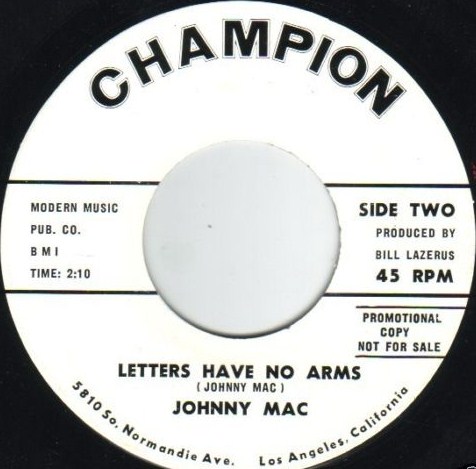 CHAMPION
MODERN MUSIC
PUB. CO.
B M I
TIME: 2:10
SIDE TWO
PRODUCED BY
BILL LAZERUS
45 RPM
PROMOTIONAL
COPY
NOT FOR SALE
LETTERS HAVE NO ARMS
( JOHNNY MAC )
JOHNNY MAC
5810 So. Normandie Ave. Los Angeles, California